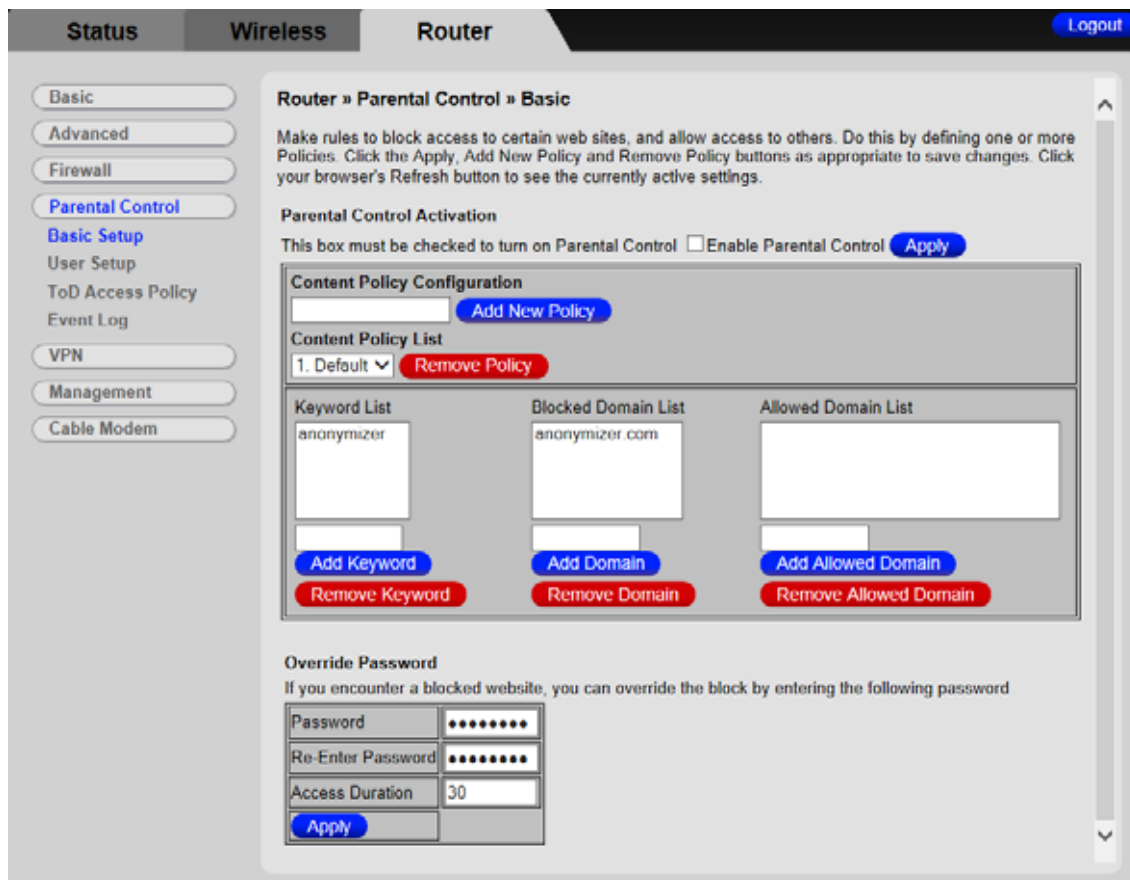 Status
Wireless
Router
Logout
Basic
Advanced
Firewall
Parental Control
Basic Setup
User Setup
ToD Access Policy
Event Log
VPN
Management
Cable Modem
Router » Parental Control » Basic
Make rules to block access to certain web sites, and allow access to others. Do this by defining one or more
Policies. Click the Apply, Add New Policy and Remove Policy buttons as appropriate to save changes. Click
your browser's Refresh button to see the currently active settings.
Parental Control Activation
This box must be checked to turn on Parental Control Enable Parental Control Apply
Content Policy Configuration
Add New Policy
Content Policy List
1. Default Remove Policy
Keyword List Blocked Domain List Allowed Domain List
anonymizer anonymizer.com
Add Keyword Add Domain Add Allowed Domain
Remove Keyword Remove Domain Remove Allowed Domain
Override Password
If you encounter a blocked website, you can override the block by entering the following password
Password ●●●●●●●●
Re-Enter Password ●●●●●●●●
Access Duration 30
Apply